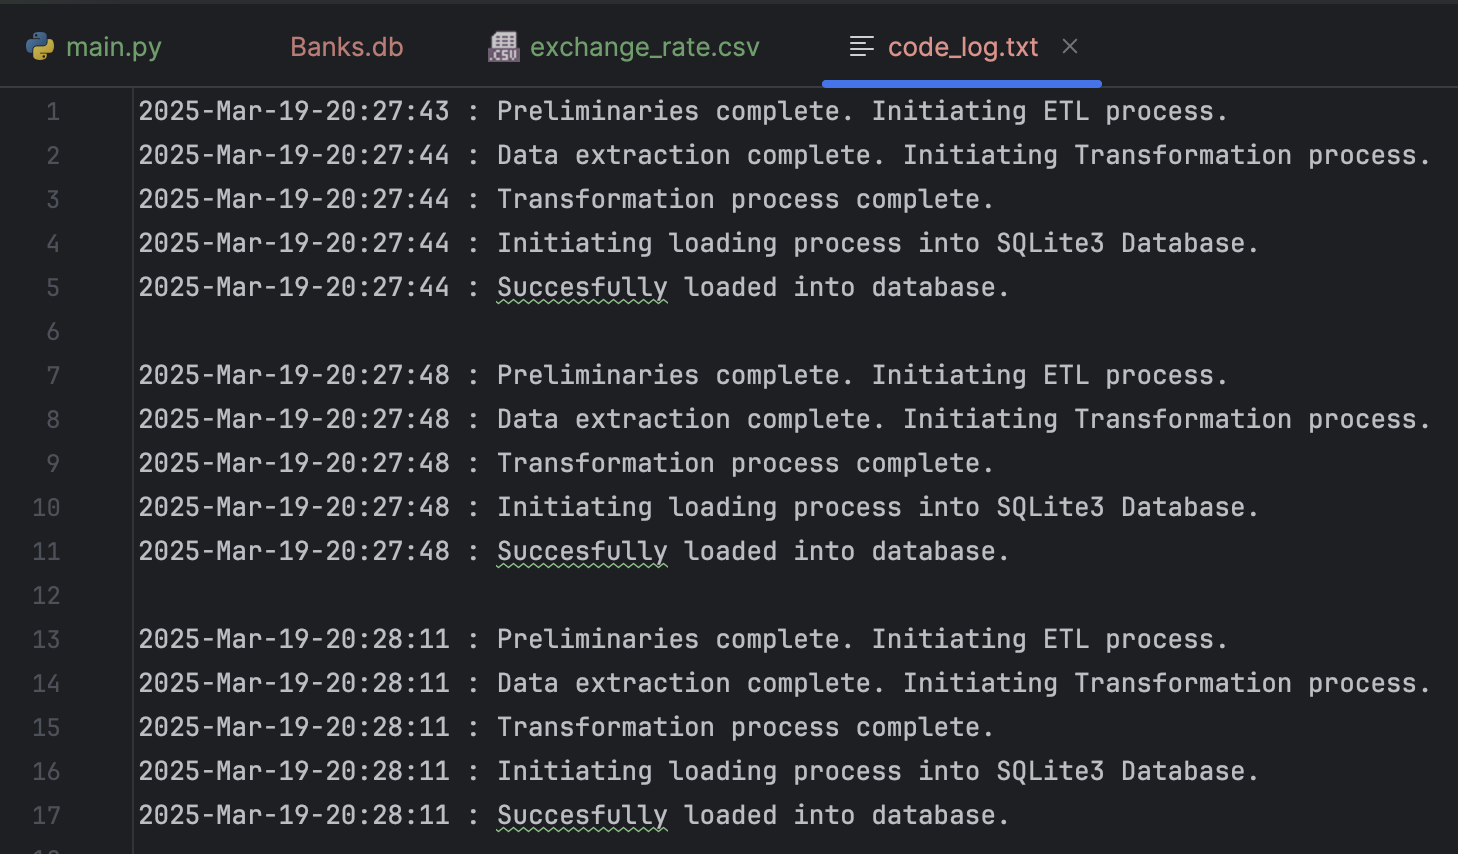 main.py Banks.db exchange_rate.csv code_log.txt
1 2025-Mar-19-20:27:43 : Preliminaries complete. Initiating ETL process.
2 2025-Mar-19-20:27:44 : Data extraction complete. Initiating Transformation process.
3 2025-Mar-19-20:27:44 : Transformation process complete.
4 2025-Mar-19-20:27:44 : Initiating loading process into SQLite3 Database.
5 2025-Mar-19-20:27:44 : Succesfully loaded into database.
6
7 2025-Mar-19-20:27:48 : Preliminaries complete. Initiating ETL process.
8 2025-Mar-19-20:27:48 : Data extraction complete. Initiating Transformation process.
9 2025-Mar-19-20:27:48 : Transformation process complete.
10 2025-Mar-19-20:27:48 : Initiating loading process into SQLite3 Database.
11 2025-Mar-19-20:27:48 : Succesfully loaded into database.
12
13 2025-Mar-19-20:28:11 : Preliminaries complete. Initiating ETL process.
14 2025-Mar-19-20:28:11 : Data extraction complete. Initiating Transformation process.
15 2025-Mar-19-20:28:11 : Transformation process complete.
16 2025-Mar-19-20:28:11 : Initiating loading process into SQLite3 Database.
17 2025-Mar-19-20:28:11 : Succesfully loaded into database.